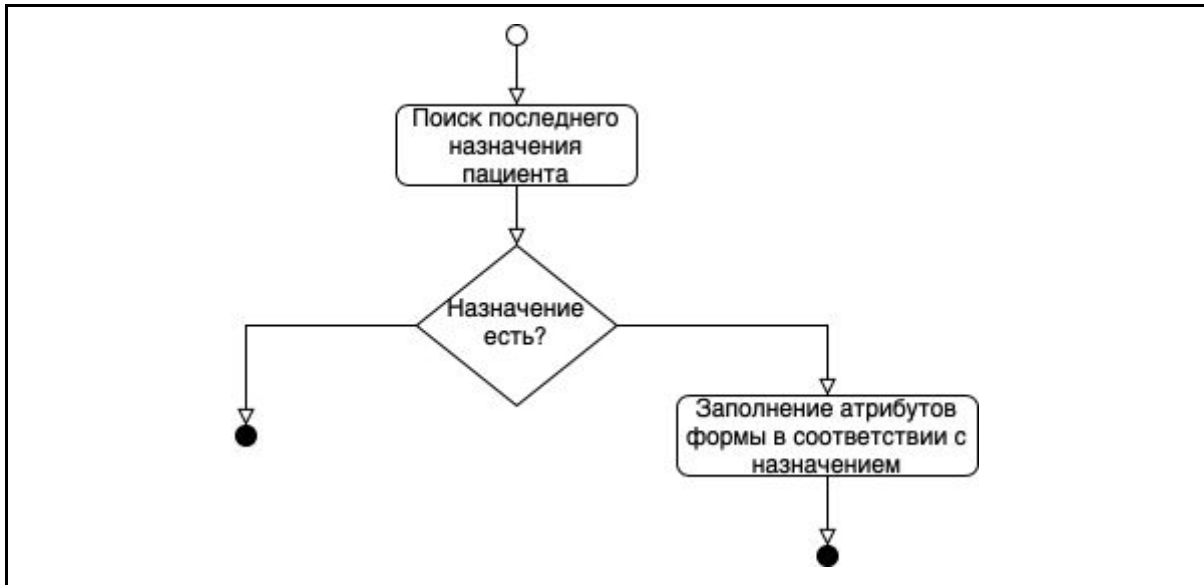 Поиск последнего
назначения
пациента
Назначение
есть?
Заполнение атрибутов
формы в соответствии с
назначением